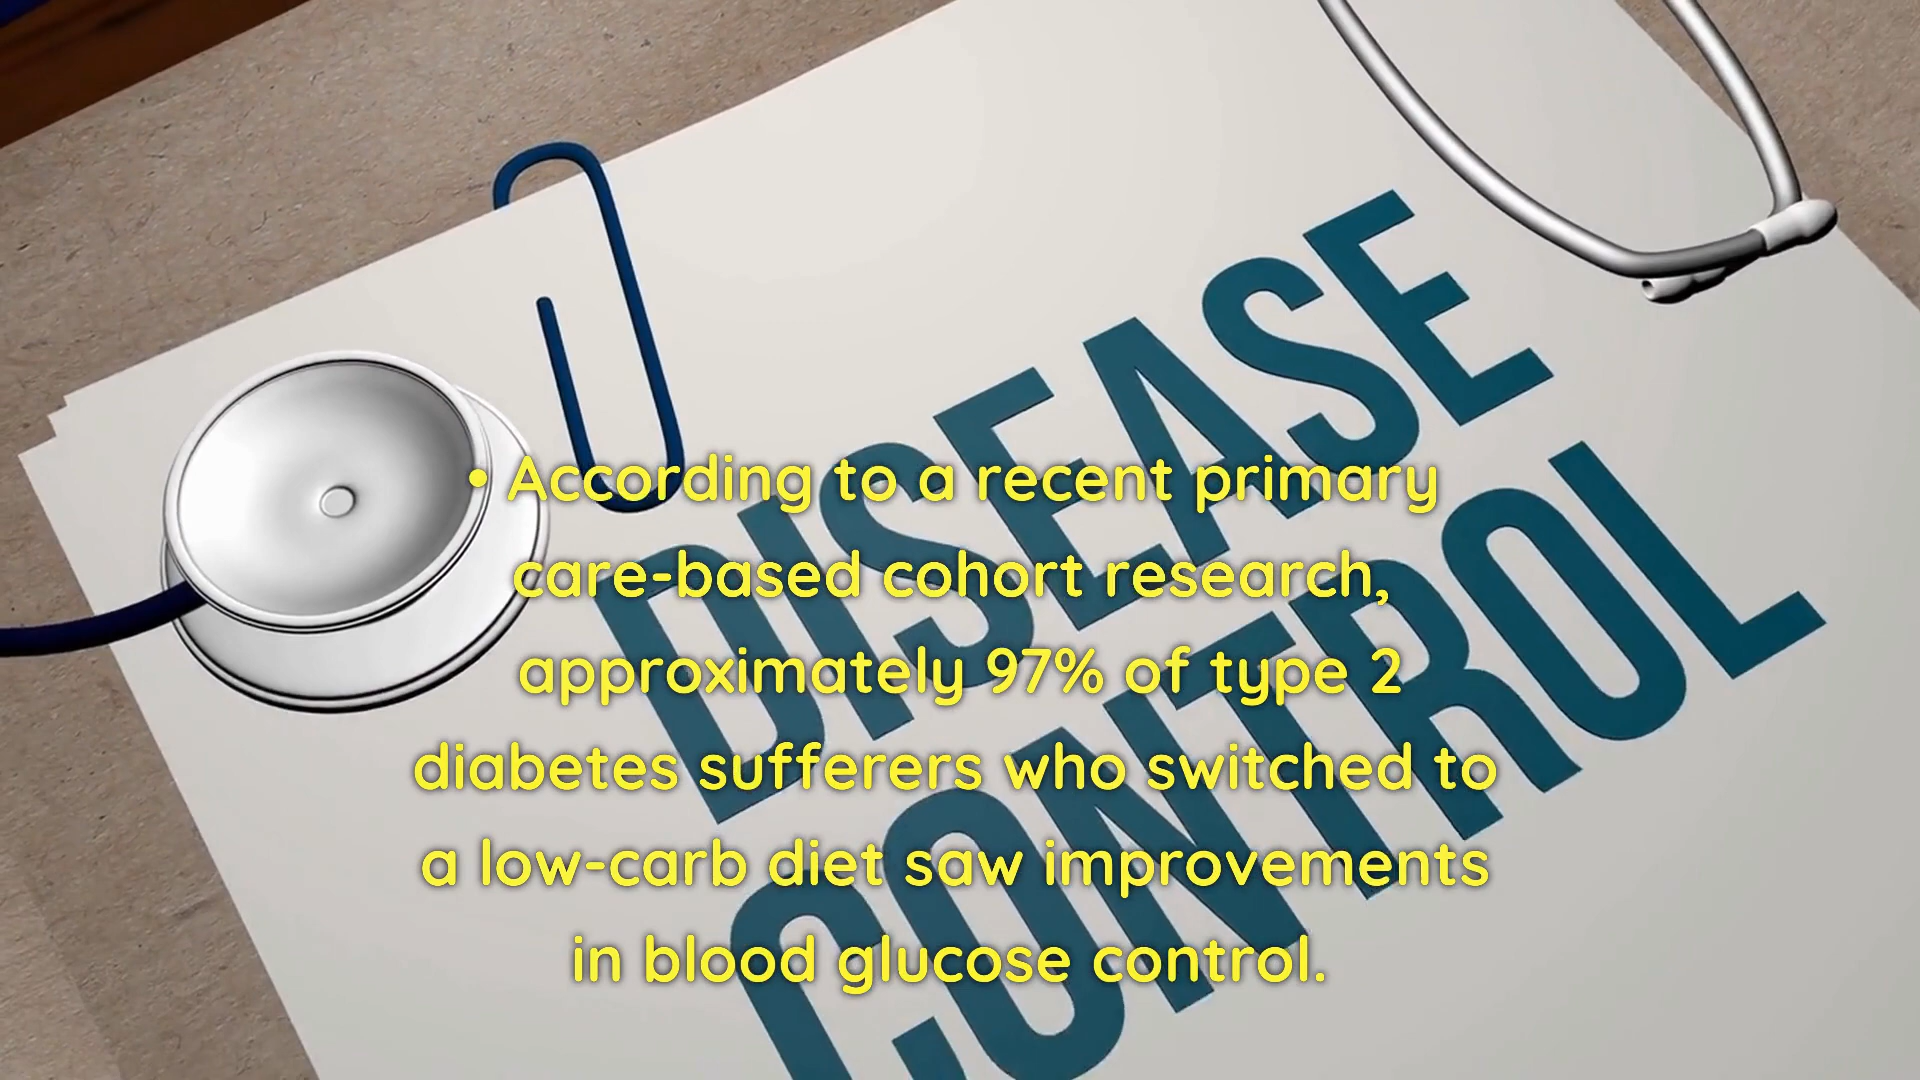 DISEASE
CONTROL
• According to a recent primary
care-based cohort research,
approximately 97% of type 2
diabetes sufferers who switched to
a low-carb diet saw improvements
in blood glucose control.